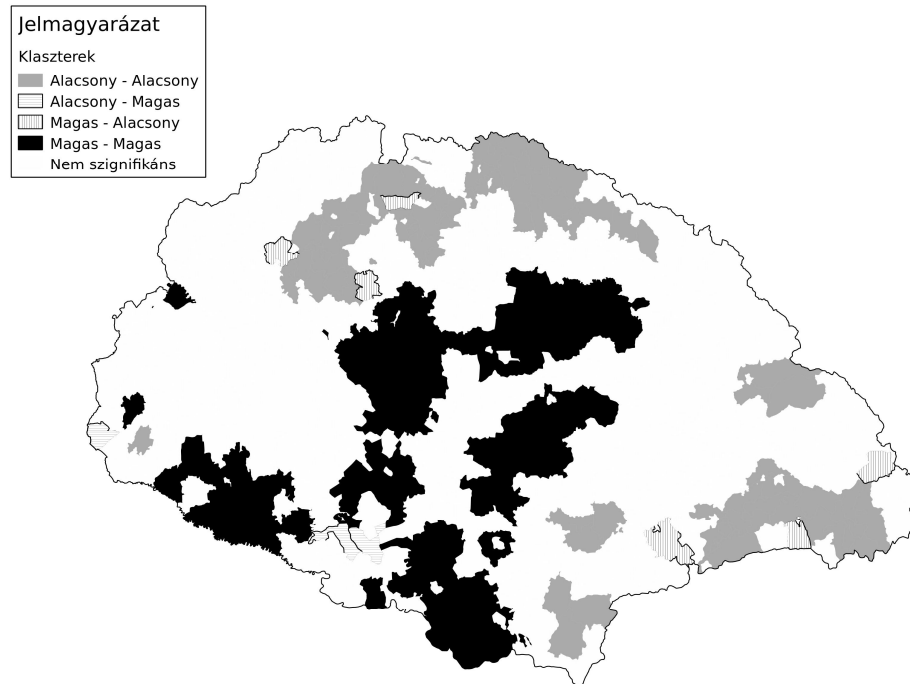 Jelmagyarázat
Klaszterek
Alacsony - Alacsony
Alacsony - Magas
Magas - Alacsony
Magas - Magas
Nem szignifikáns